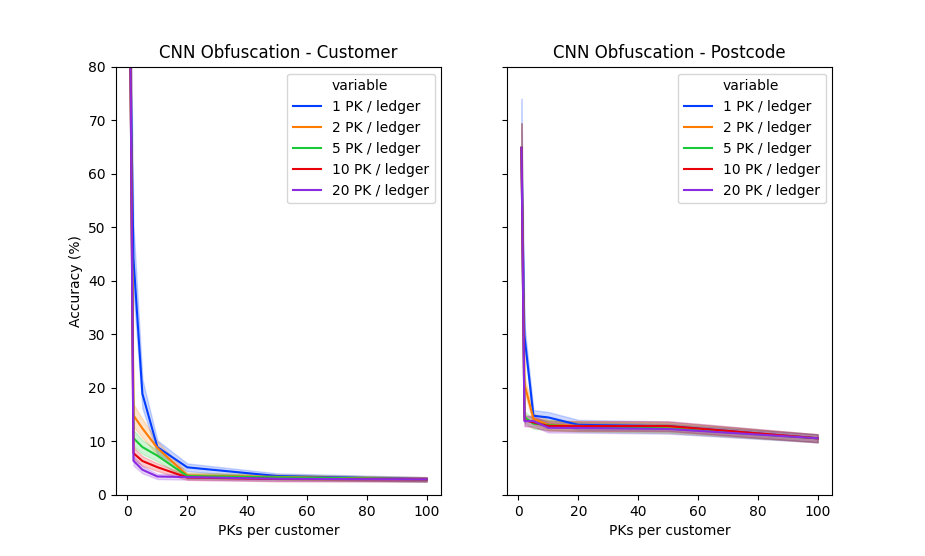 CNN Obfuscation - Customer
80
70
60
50
40
30
20
10
0
Accuracy (%)
0 20 40 60 80 100
PKs per customer
variable
1 PK / ledger
2 PK / ledger
5 PK / ledger
10 PK / ledger
20 PK / ledger
CNN Obfuscation - Postcode
0 20 40 60 80 100
PKs per customer
variable
1 PK / ledger
2 PK / ledger
5 PK / ledger
10 PK / ledger
20 PK / ledger